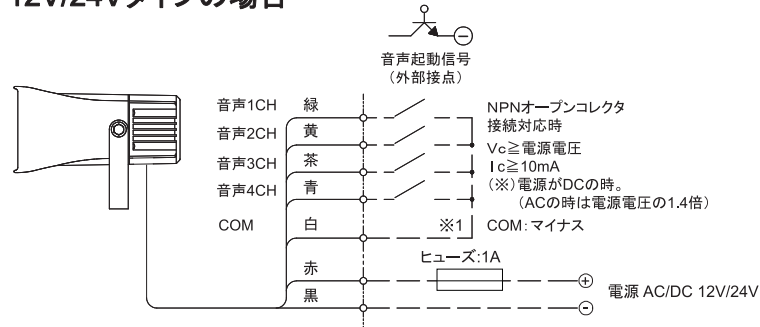 12V/24Vタイプの場合
音声起動信号
(外部接点)
音声1CH 緑
音声2CH 黄
音声3CH 茶
音声4CH 青
COM 白
赤
黒
NPNオープンコレクタ
接続対応時
Vc≧電源電圧
Ic≧10mA
(※)電源がDCの時。
(ACの時は電源電圧の1.4倍)
※1 COM:マイナス
ヒューズ:1A
電源 AC/DC 12V/24V